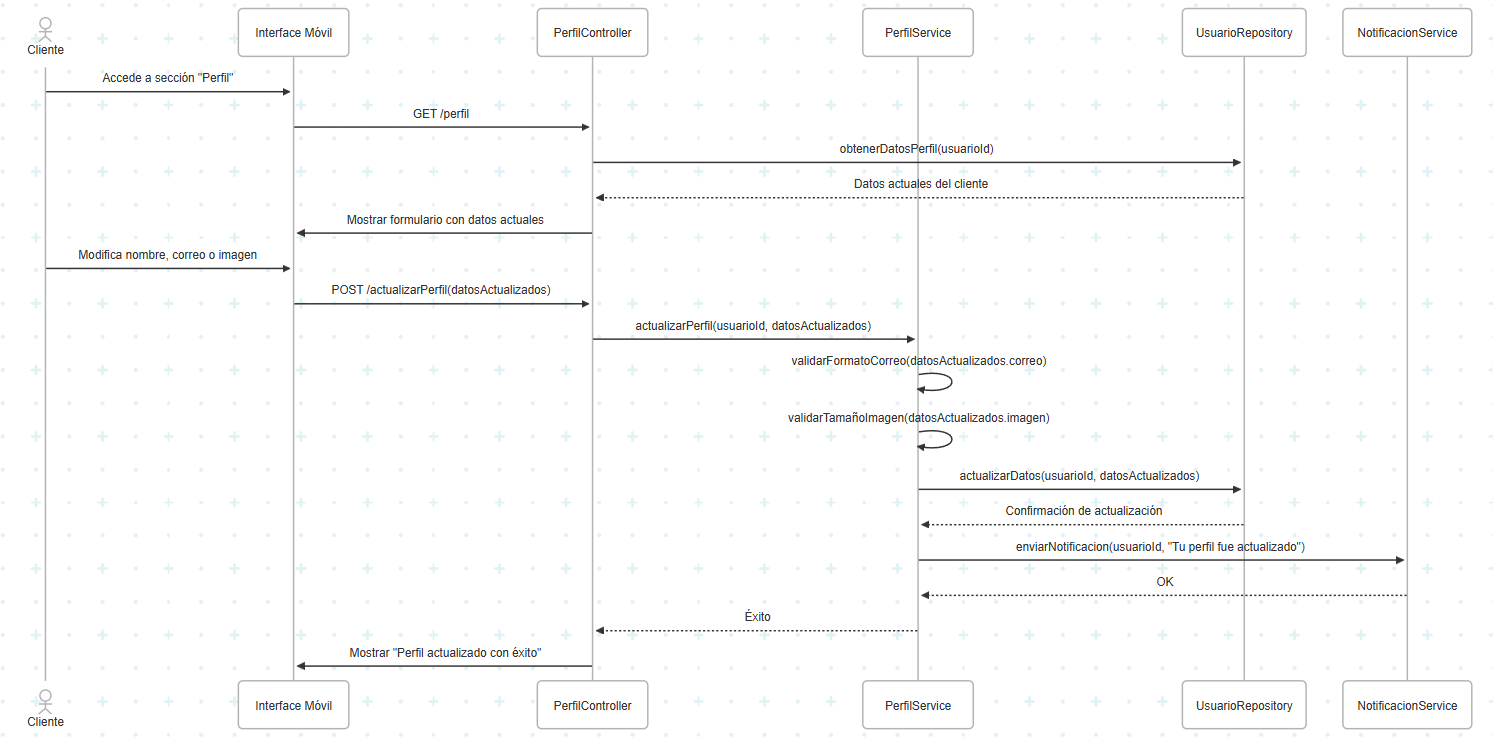 Cliente
Interface Móvil
PerfilController
PerfilService
UsuarioRepository
NotificacionService
Accede a sección "Perfil"
GET /perfil
obtenerDatosPerfil(usuarioId)
Datos actuales del cliente
Mostrar formulario con datos actuales
Modifica nombre, correo o imagen
POST /actualizarPerfil(datosActualizados)
actualizarPerfil(usuarioId, datosActualizados)
validarFormatoCorreo(datosActualizados.correo)
validarTamañoImagen(datosActualizados.imagen)
actualizarDatos(usuarioId, datosActualizados)
Confirmación de actualización
enviarNotificacion(usuarioId, "Tu perfil fue actualizado")
OK
Éxito
Mostrar "Perfil actualizado con éxito"
Cliente
Interface Móvil
PerfilController
PerfilService
UsuarioRepository
NotificacionService